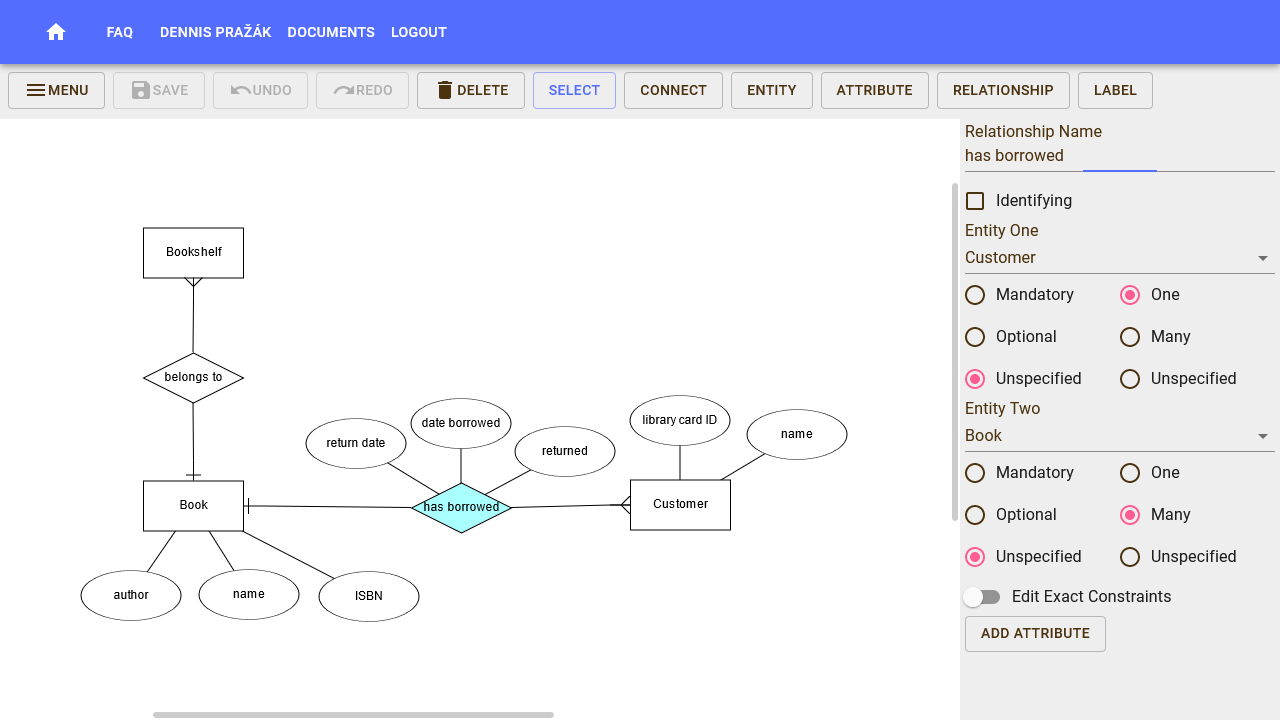 FAQ DENNIS PRAŽÁK DOCUMENTS LOGOUT
MENU SAVE UNDO REDO DELETE SELECT CONNECT ENTITY ATTRIBUTE RELATIONSHIP LABEL
Bookshelf
belongs to
return date
date borrowed
returned
library card ID
name
Book
has borrowed
Customer
author
name
ISBN
Relationship Name
has borrowed
Identifying
Entity One
Customer
Mandatory One
Optional Many
Unspecified Unspecified
Entity Two
Book
Mandatory One
Optional Many
Unspecified Unspecified
Edit Exact Constraints
ADD ATTRIBUTE